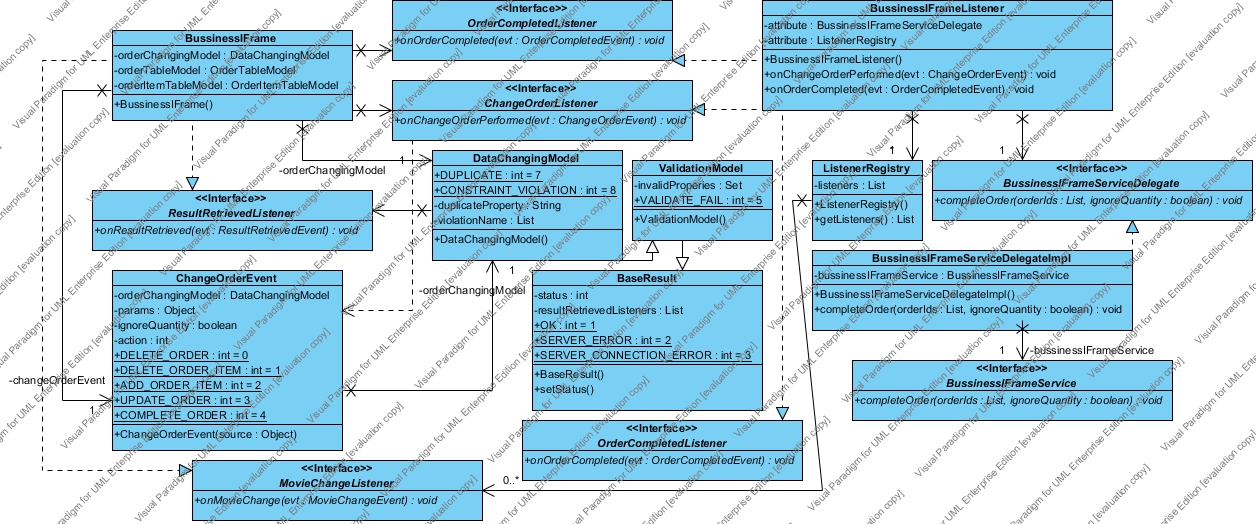 BussinessIFrame
-orderChangingModel : DataChangingModel
-orderTableModel : OrderTableModel
-orderItemTableModel : OrderItemTableModel
+BussinessIFrame()
<<Interface>>
OrderCompletedListener
+onOrderCompleted(evt : OrderCompletedEvent) : void
BussinessIFrameListener
-attribute : BussinessIFrameServiceDelegate
-attribute : ListenerRegistry
+BussinessIFrameListener()
+onChangeOrderPerformed(evt : ChangeOrderEvent) : void
+onOrderCompleted(evt : OrderCompletedEvent) : void
<<Interface>>
ChangeOrderListener
+onChangeOrderPerformed(evt : ChangeOrderEvent) : void
-orderChangingModel
1
DataChangingModel
+DUPLICATE : int = 7
+CONSTRAINT_VIOLATION : int = 8
-duplicateProperty : String
-violationName : List
+DataChangingModel()
ValidationModel
-invalidProperies : Set
+VALIDATE_FAIL : int = 5
+ValidationModel()
1
ListenerRegistry
-listeners : List
+ListenerRegistry()
+getListeners() : List
1
<<Interface>>
BussinessIFrameServiceDelegate
+completeOrder(orderIds : List, ignoreQuantity : boolean) : void
<<Interface>>
ResultRetrievedListener
+onResultRetrieved(evt : ResultRetrievedEvent) : void
BussinessIFrameServiceDelegateImpl
-bussinessIFrameService : BussinessIFrameService
+BussinessIFrameServiceDelegateImpl()
+completeOrder(orderIds : List, ignoreQuantity : boolean) : void
ChangeOrderEvent
-orderChangingModel : DataChangingModel
-params : Object
-ignoreQuantity : boolean
-action : int
+DELETE_ORDER : int = 0
+DELETE_ORDER_ITEM : int = 1
+ADD_ORDER_ITEM : int = 2
+UPDATE_ORDER : int = 3
+COMPLETE_ORDER : int = 4
+ChangeOrderEvent(source : Object)
-changeOrderEvent
1
1
-orderChangingModel
BaseResult
-status : int
-resultRetrievedListeners : List
+OK : int = 1
+SERVER_ERROR : int = 2
+SERVER_CONNECTION_ERROR : int = 3
+BaseResult()
+setStatus()
1
-bussinessIFrameService
<<Interface>>
BussinessIFrameService
+completeOrder(orderIds : List, ignoreQuantity : boolean) : void
<<Interface>>
OrderCompletedListener
+onOrderCompleted(evt : OrderCompletedEvent) : void
<<Interface>>
MovieChangeListener
+onMovieChange(evt : MovieChangeEvent) : void
0..*
Visual Paradigm for UML Enterprise Edition [evaluation copy]